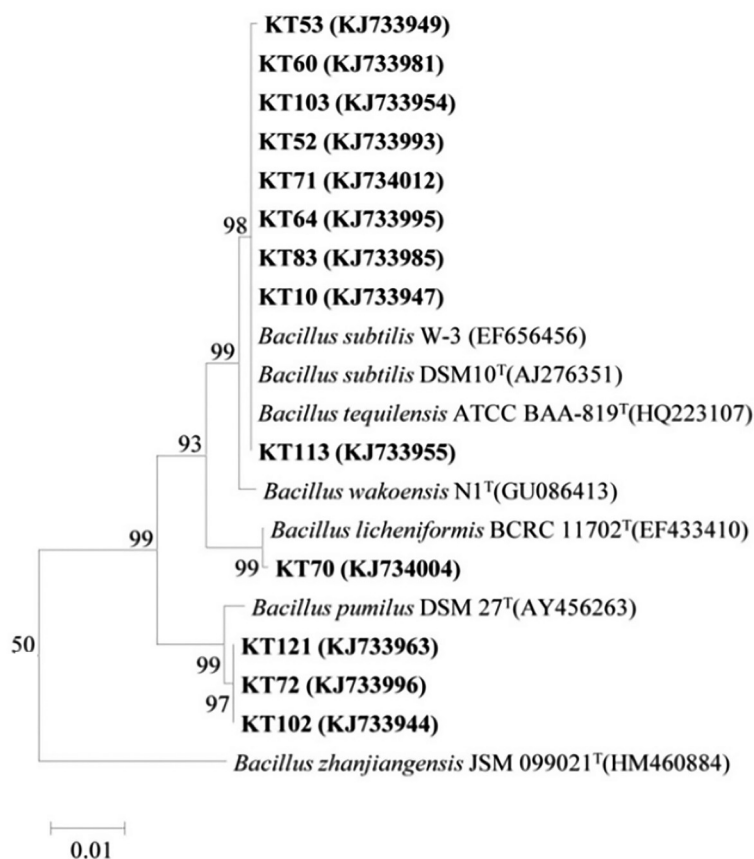 KT53 (KJ733949)
KT60 (KJ733981)
KT103 (KJ733954)
KT52 (KJ733993)
KT71 (KJ734012)
KT64 (KJ733995)
98
KT83 (KJ733985)
KT10 (KJ733947)
Bacillus subtilis W-3 (EF656456)
99
Bacillus subtilis DSM10ᵀ(AJ276351)
Bacillus tequilensis ATCC BAA-819ᵀ(HQ223107)
93
KT113 (KJ733955)
Bacillus wakoensis N1ᵀ(GU086413)
Bacillus licheniformis BCRC 11702ᵀ(EF433410)
99
99 KT70 (KJ734004)
Bacillus pumilus DSM 27ᵀ(AY456263)
50
KT121 (KJ733963)
99
KT72 (KJ733996)
97
KT102 (KJ733944)
Bacillus zhanjiangensis JSM 099021ᵀ(HM460884)
0.01